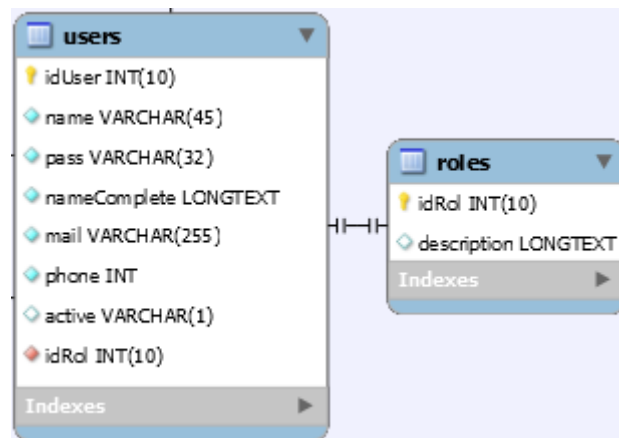 users
idUser INT(10)
name VARCHAR(45)
pass VARCHAR(32)
nameComplete LONGTEXT
mail VARCHAR(255)
phone INT
active VARCHAR(1)
idRol INT(10)
Indexes
roles
idRol INT(10)
description LONGTEXT
Indexes